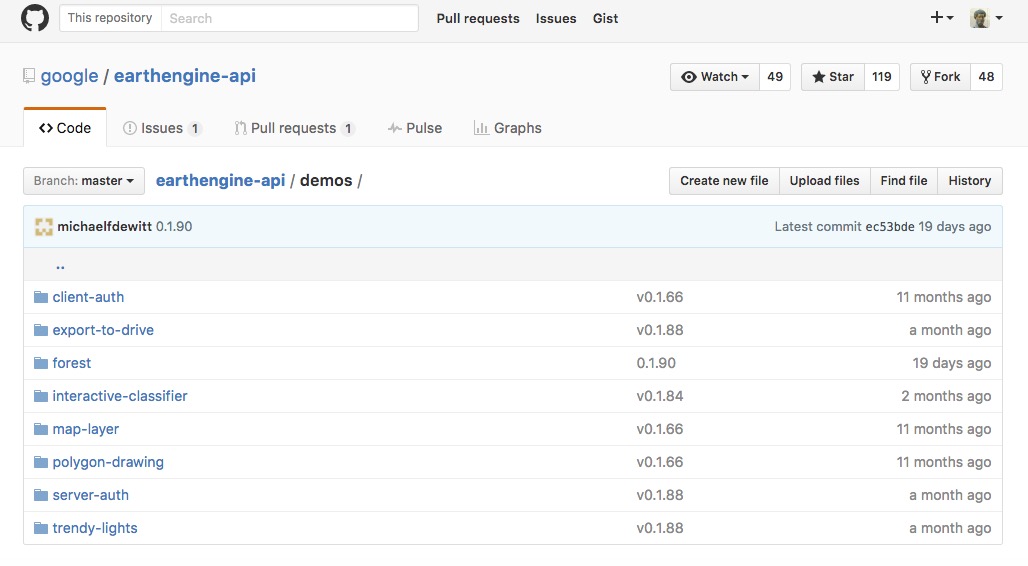 This repository Search Pull requests Issues Gist
google / earthengine-api Watch 49 Star 119 Fork 48
Code Issues 1 Pull requests 1 Pulse Graphs
Branch: master earthengine-api / demos / Create new file Upload files Find file History
michaelfdewitt 0.1.90 Latest commit ec53bde 19 days ago
..
client-auth v0.1.66 11 months ago
export-to-drive v0.1.88 a month ago
forest 0.1.90 19 days ago
interactive-classifier v0.1.84 2 months ago
map-layer v0.1.66 11 months ago
polygon-drawing v0.1.66 11 months ago
server-auth v0.1.88 a month ago
trendy-lights v0.1.88 a month ago